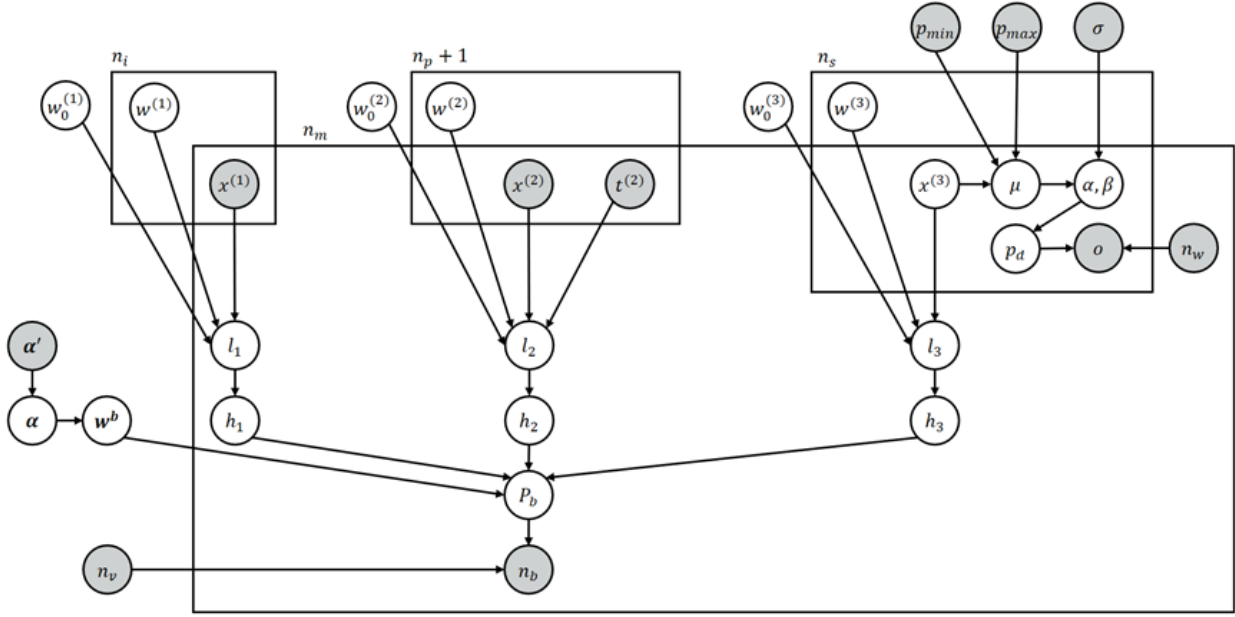 p_min p_max σ
n_i n_p + 1 n_s
w_0^(1) w^(1) w_0^(2) w^(2) w_0^(3) w^(3)
n_m
x^(1) x^(2) t^(2) x^(3) μ α, β
p_d o n_w
α′ l_1 l_2 l_3
α w^b h_1 h_2 h_3
P_b
n_v n_b